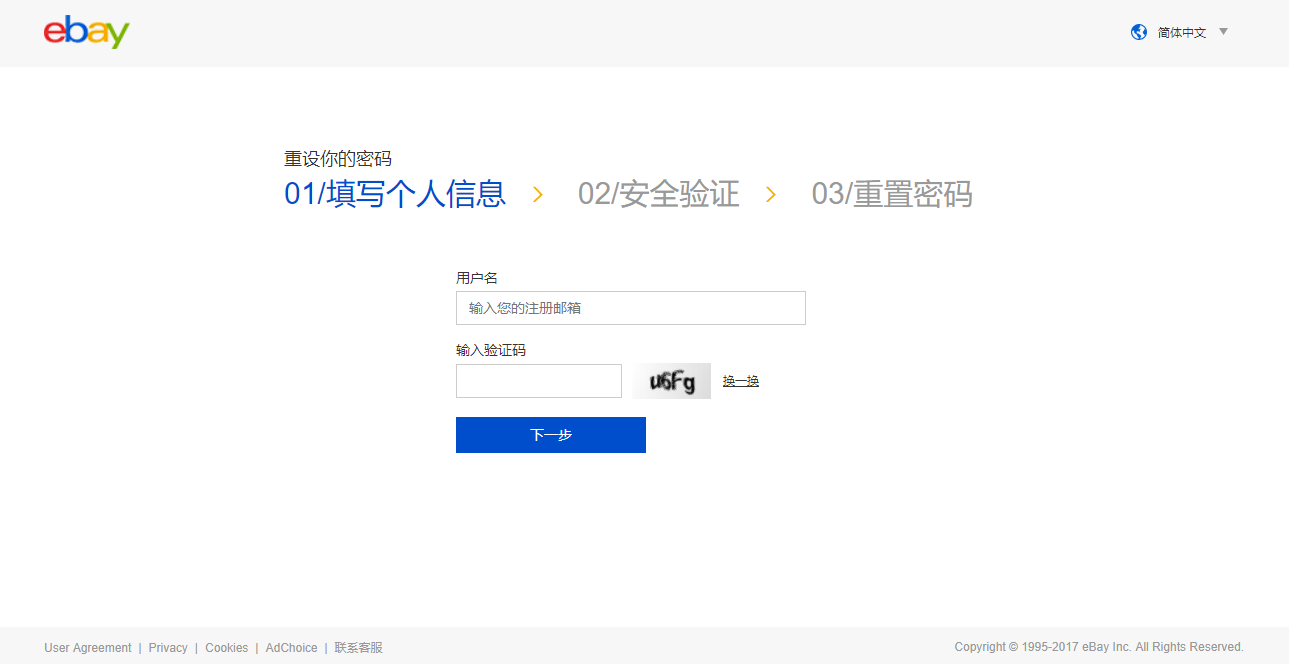 ebay
简体中文
重设你的密码
01/填写个人信息 > 02/安全验证 > 03/重置密码
用户名
输入您的注册邮箱
输入验证码
u6Fg 换一换
下一步
User Agreement | Privacy | Cookies | AdChoice | 联系客服
Copyright © 1995-2017 eBay Inc. All Rights Reserved.